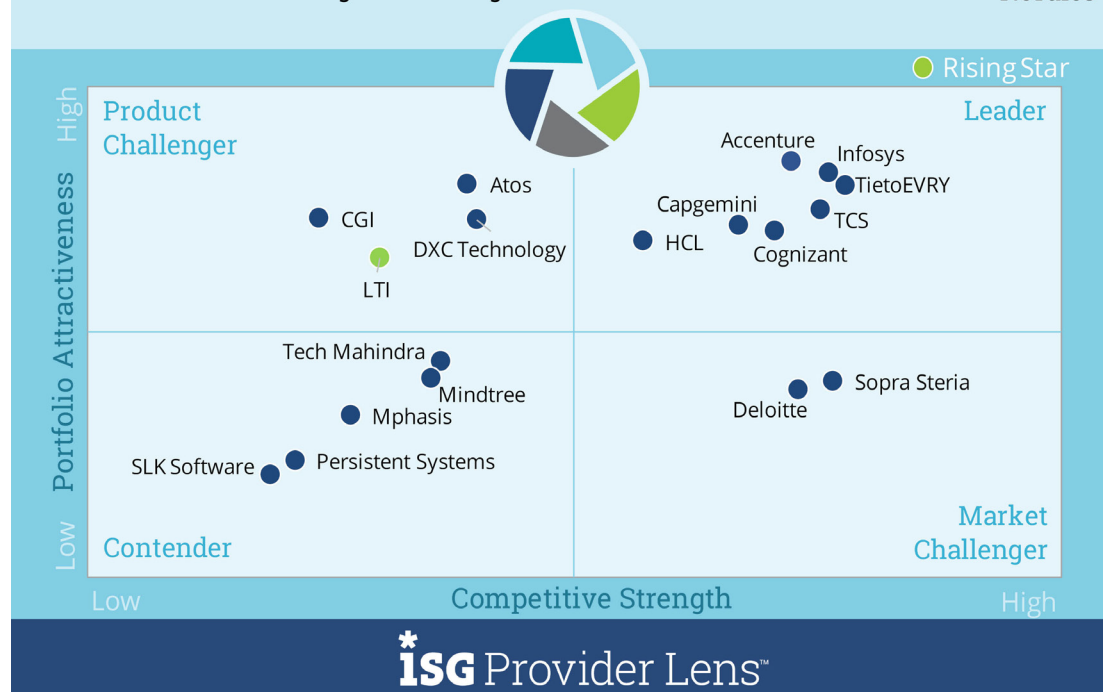 Rising Star
High
Product
Challenger
Leader
Accenture
Infosys
Atos
TietoEVRY
Capgemini
CGI
TCS
DXC Technology
HCL
Cognizant
LTI
Portfolio Attractiveness
Tech Mahindra
Mindtree
Sopra Steria
Deloitte
Mphasis
SLK Software
Persistent Systems
Low
Contender
Market
Challenger
Low
Competitive Strength
High
*ISG Provider Lens™